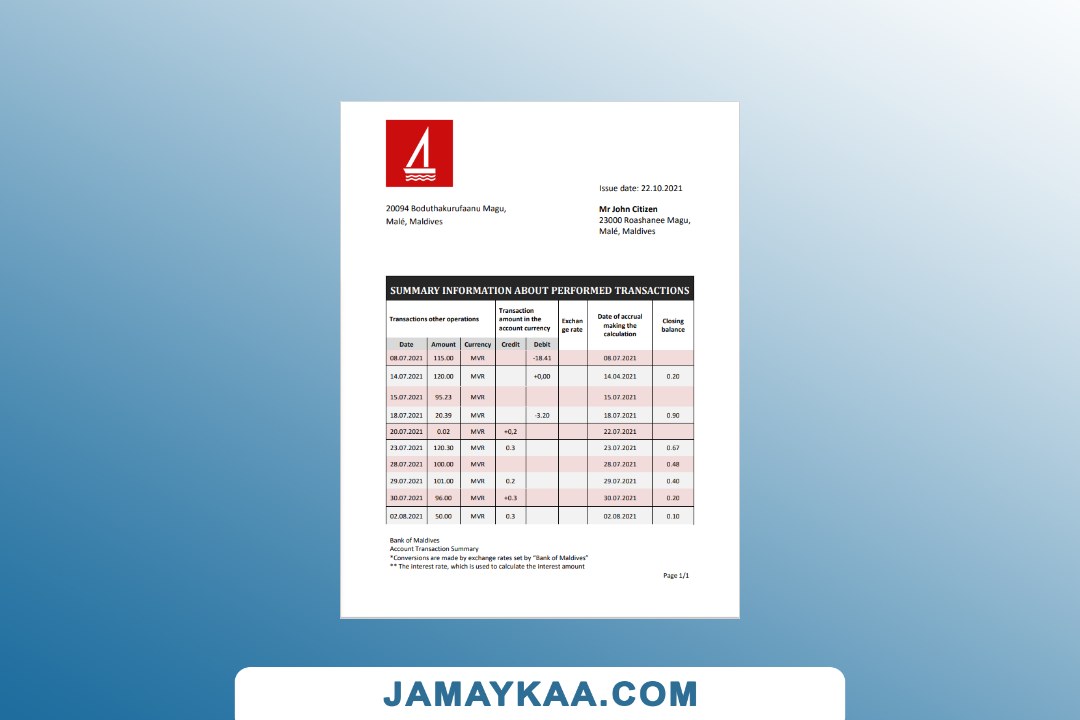 Issue date: 22.10.2021
20094 Boduthakurufaanu Magu,
Malé, Maldives
Mr John Citizen
23000 Roashanee Magu,
Malé, Maldives
SUMMARY INFORMATION ABOUT PERFORMED TRANSACTIONS
Transactions other operations
Transaction
amount in the
account currency
Exchan
ge rate
Date of accrual
making the
calculation
Closing
balance
Date Amount Currency Credit Debit
08.07.2021 115.00 MVR -18.41 08.07.2021
14.07.2021 120.00 MVR +0,00 14.04.2021 0.20
15.07.2021 95.23 MVR 15.07.2021
18.07.2021 20.39 MVR -3.20 18.07.2021 0.90
20.07.2021 0.02 MVR +0,2 22.07.2021
23.07.2021 120.30 MVR 0.3 23.07.2021 0.67
28.07.2021 100.00 MVR 28.07.2021 0.48
29.07.2021 101.00 MVR 0.2 29.07.2021 0.40
30.07.2021 96.00 MVR +0.3 30.07.2021 0.20
02.08.2021 50.00 MVR 0.3 02.08.2021 0.10
Bank of Maldives
Account Transaction Summary
*Conversions are made by exchange rates set by "Bank of Maldives"
** The interest rate, which is used to calculate the interest amount
Page 1/1
JAMAYKAA.COM